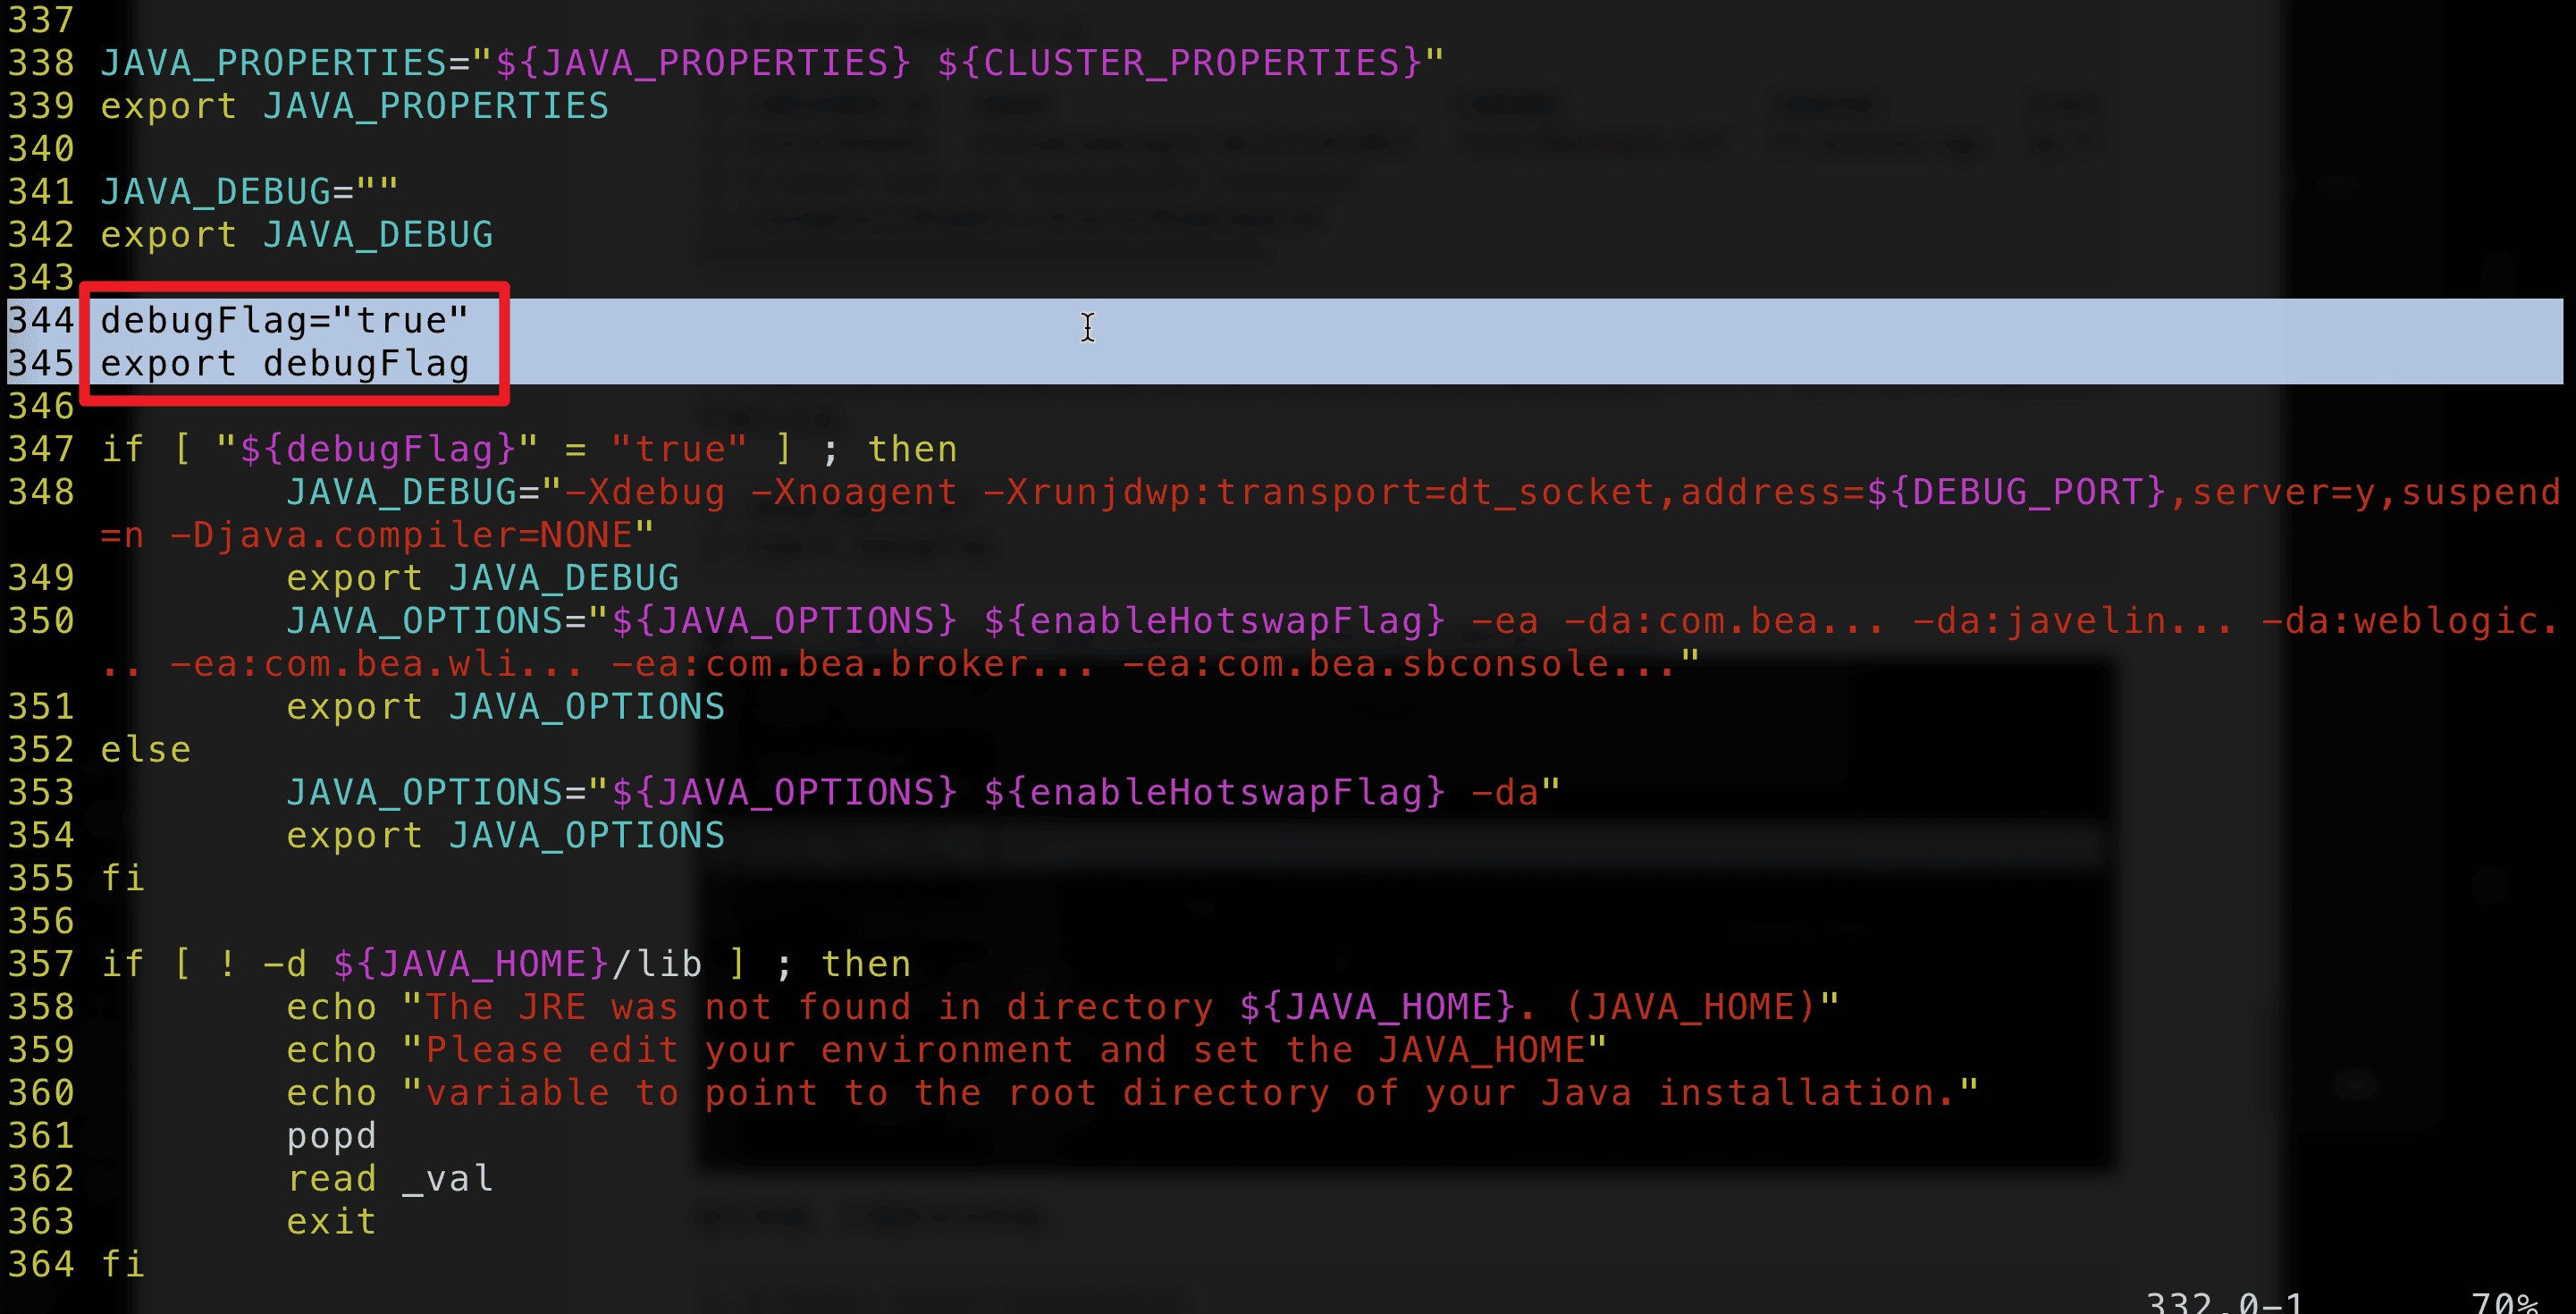 337
338 JAVA_PROPERTIES="${JAVA_PROPERTIES} ${CLUSTER_PROPERTIES}"
339 export JAVA_PROPERTIES
340
341 JAVA_DEBUG=""
342 export JAVA_DEBUG
343
344 debugFlag="true"
345 export debugFlag
346
347 if [ "${debugFlag}" = "true" ] ; then
348         JAVA_DEBUG="-Xdebug -Xnoagent -Xrunjdwp:transport=dt_socket,address=${DEBUG_PORT},server=y,suspend
=n -Djava.compiler=NONE"
349         export JAVA_DEBUG
350         JAVA_OPTIONS="${JAVA_OPTIONS} ${enableHotswapFlag} -ea -da:com.bea... -da:javelin... -da:weblogic.
.. -ea:com.bea.wli... -ea:com.bea.broker... -ea:com.bea.sbconsole..."
351         export JAVA_OPTIONS
352 else
353         JAVA_OPTIONS="${JAVA_OPTIONS} ${enableHotswapFlag} -da"
354         export JAVA_OPTIONS
355 fi
356
357 if [ ! -d ${JAVA_HOME}/lib ] ; then
358         echo "The JRE was not found in directory ${JAVA_HOME}. (JAVA_HOME)"
359         echo "Please edit your environment and set the JAVA_HOME"
360         echo "variable to point to the root directory of your Java installation."
361         popd
362         read _val
363         exit
364 fi
332,0-1 70%